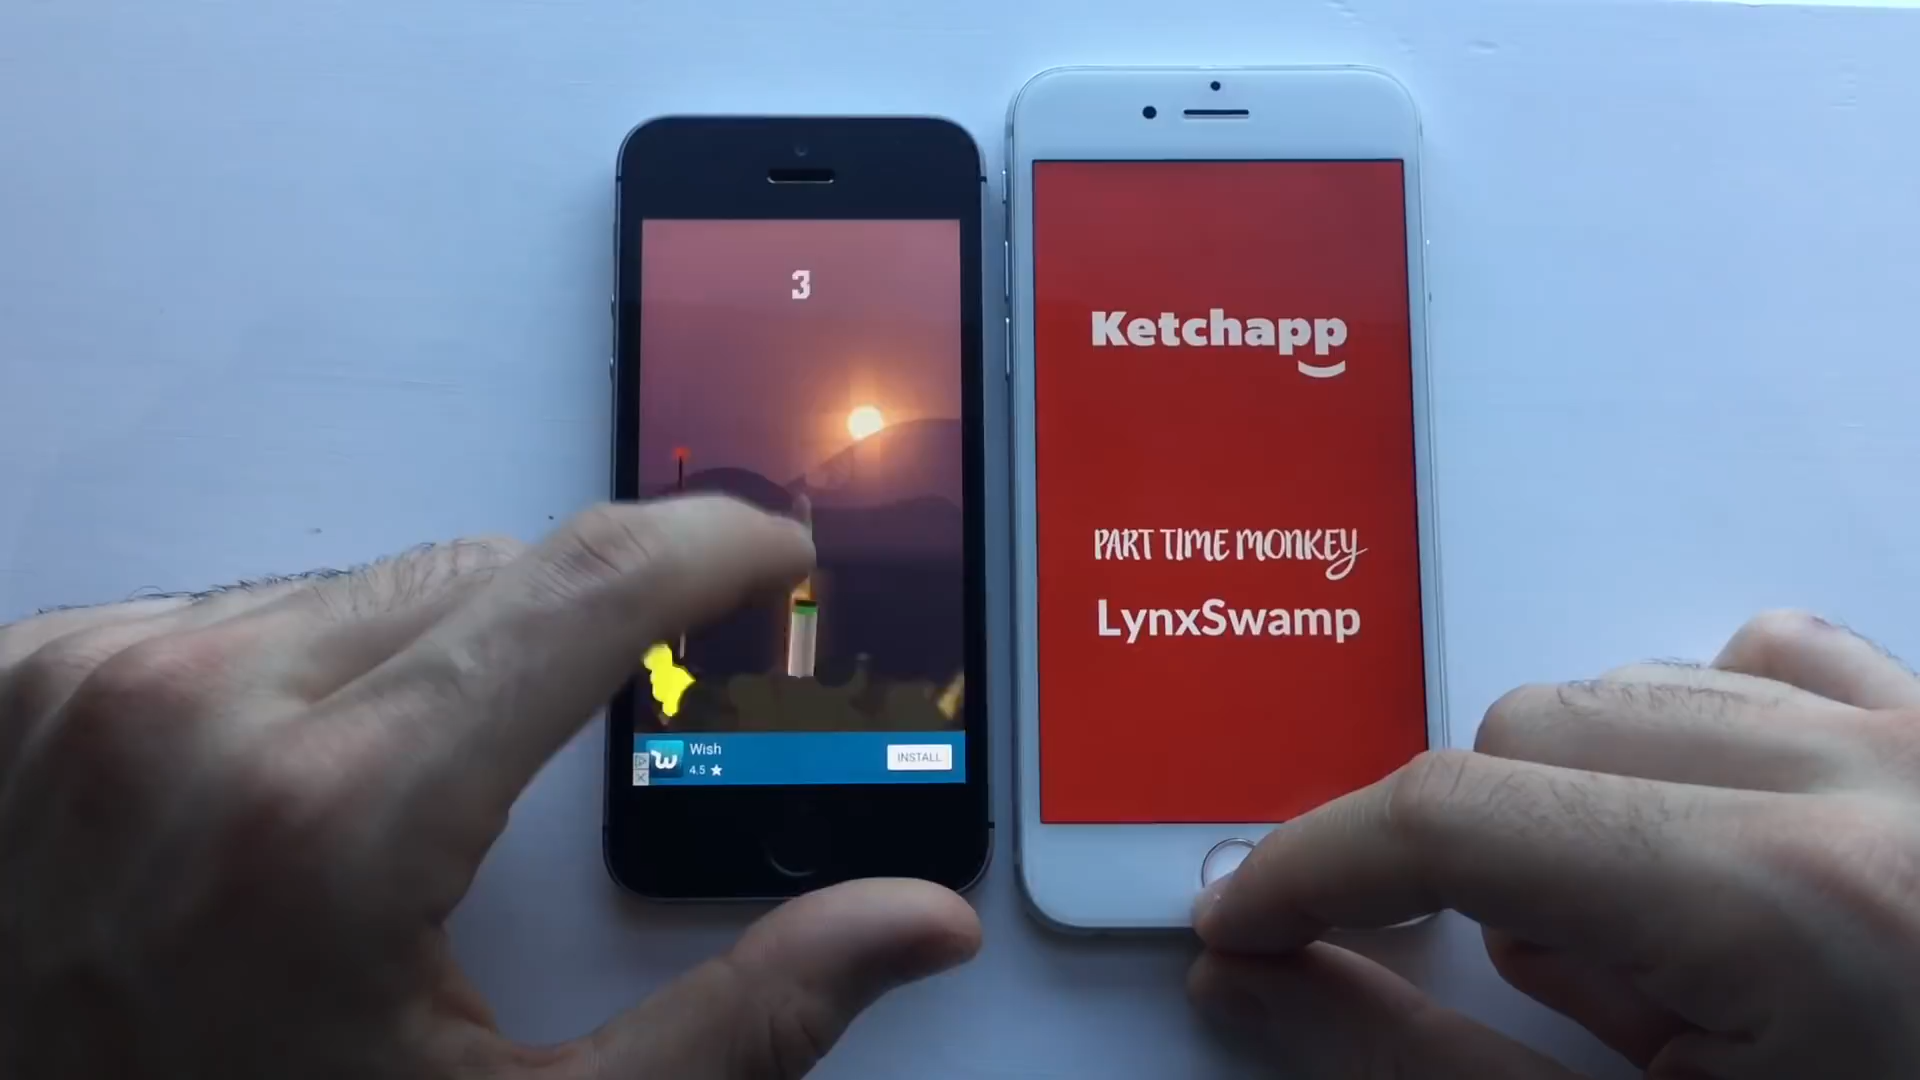 3
Wish
4.5 ★
INSTALL
Ketchapp
PART TIME MONKEY
LynxSwamp